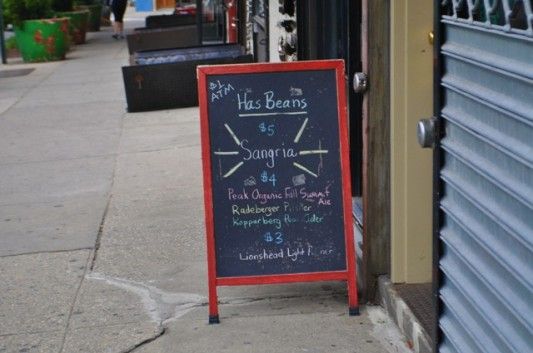 $1
ATM
Has Beans
$5
Sangria
$4
Peak Organic Fall Summit
Ale
Radeberger Pilsner
Kopparberg Pear Cider
$3
Lionshead Light